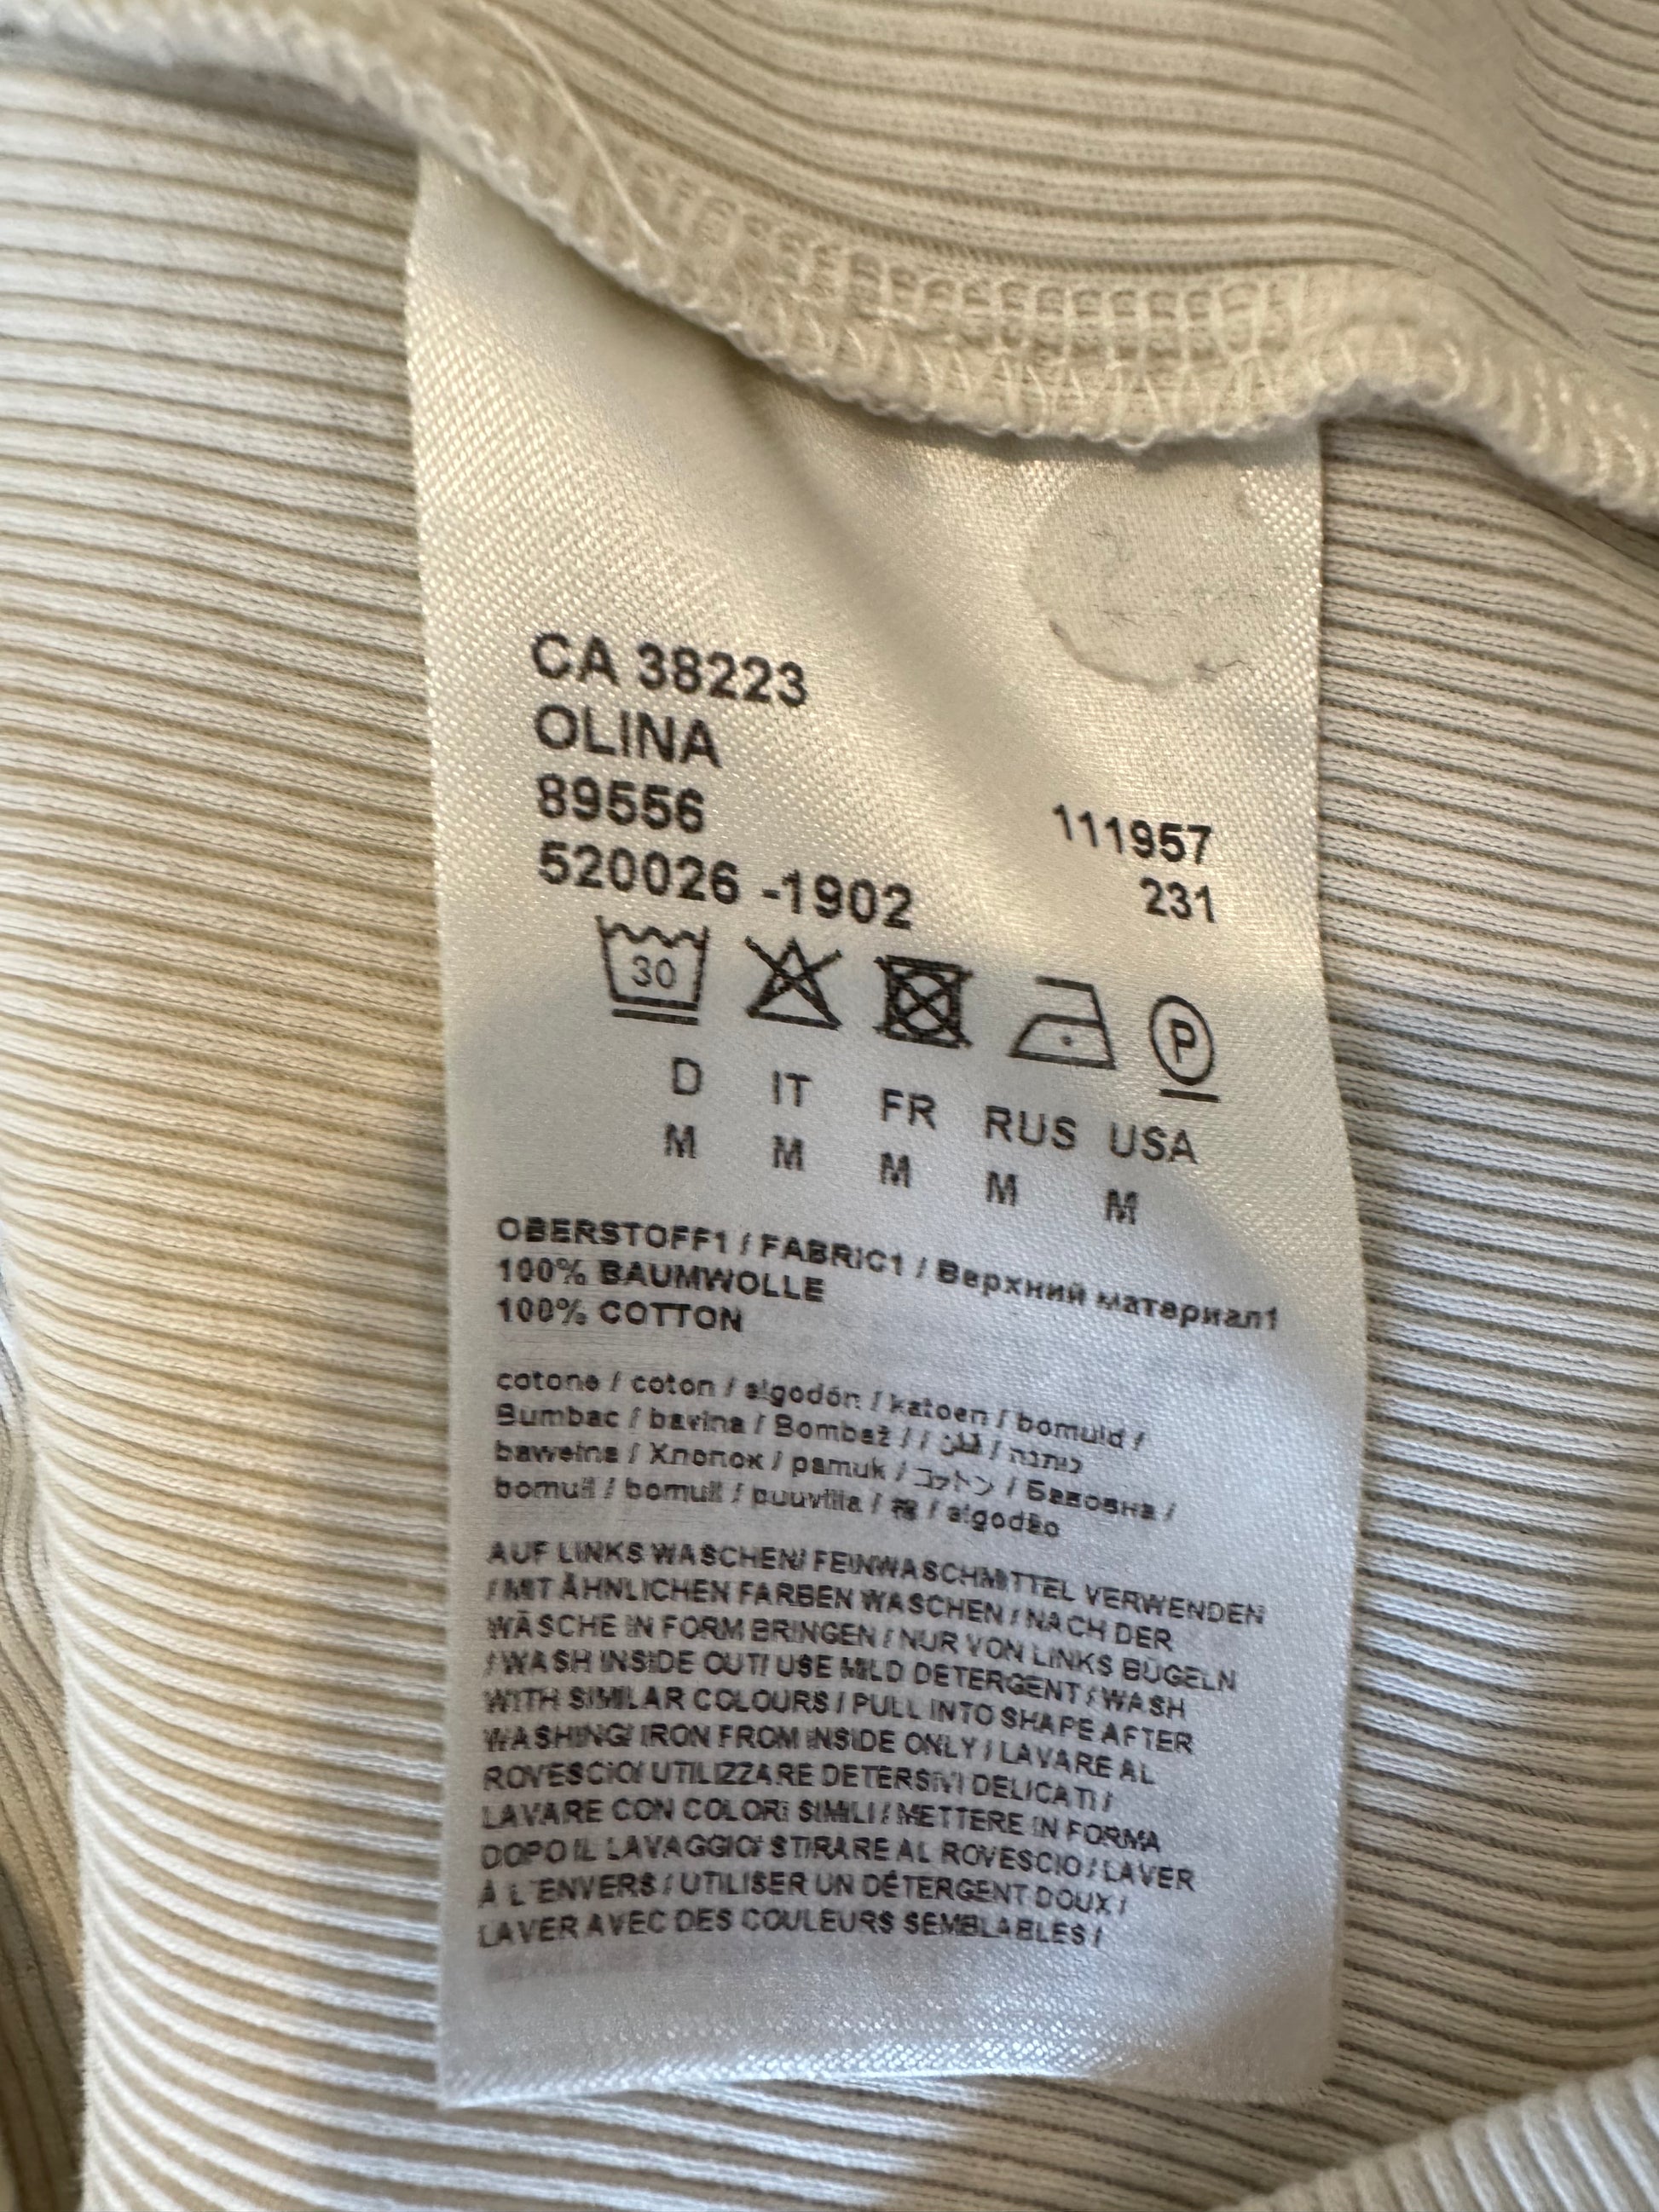 CA 38223
OLINA
89556 111957
520026 -1902 231
30 P
D IT FR RUS USA
M M M M M
OBERSTOFF1 / FABRIC1 / Верхний материал1
100% BAUMWOLLE
100% COTTON
cotone / coton / algodón / katoen / bomuld /
Bumbac / bavlna / Bombaž / / قطن / כותנה
bawełna / Хлопок / pamuk / コットン / Бавовна /
bomull / bomull / puuvilla / 棉 / algodão
AUF LINKS WASCHEN/ FEINWASCHMITTEL VERWENDEN
/ MIT ÄHNLICHEN FARBEN WASCHEN / NACH DER
WÄSCHE IN FORM BRINGEN / NUR VON LINKS BÜGELN
/ WASH INSIDE OUT/ USE MILD DETERGENT / WASH
WITH SIMILAR COLOURS / PULL INTO SHAPE AFTER
WASHING/ IRON FROM INSIDE ONLY / LAVARE AL
ROVESCIO/ UTILIZZARE DETERSIVI DELICATI /
LAVARE CON COLORI SIMILI / METTERE IN FORMA
DOPO IL LAVAGGIO/ STIRARE AL ROVESCIO / LAVER
À L'ENVERS / UTILISER UN DÉTERGENT DOUX /
LAVER AVEC DES COULEURS SEMBLABLES /